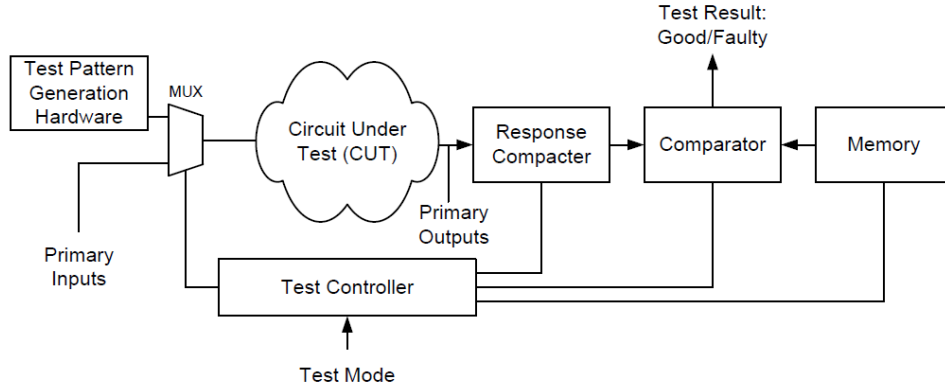 Test Result:
Good/Faulty
Test Pattern
Generation
Hardware
MUX
Circuit Under
Test (CUT)
Response
Compacter
Comparator
Memory
Primary
Outputs
Primary
Inputs
Test Controller
Test Mode